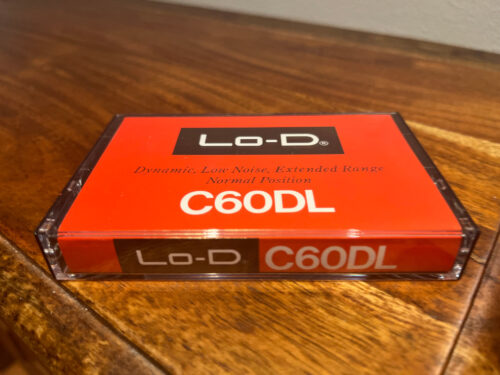 Lo-D®
Dynamic, Low Noise, Extended Range
Normal Position
C60DL
Lo-D® C60DL